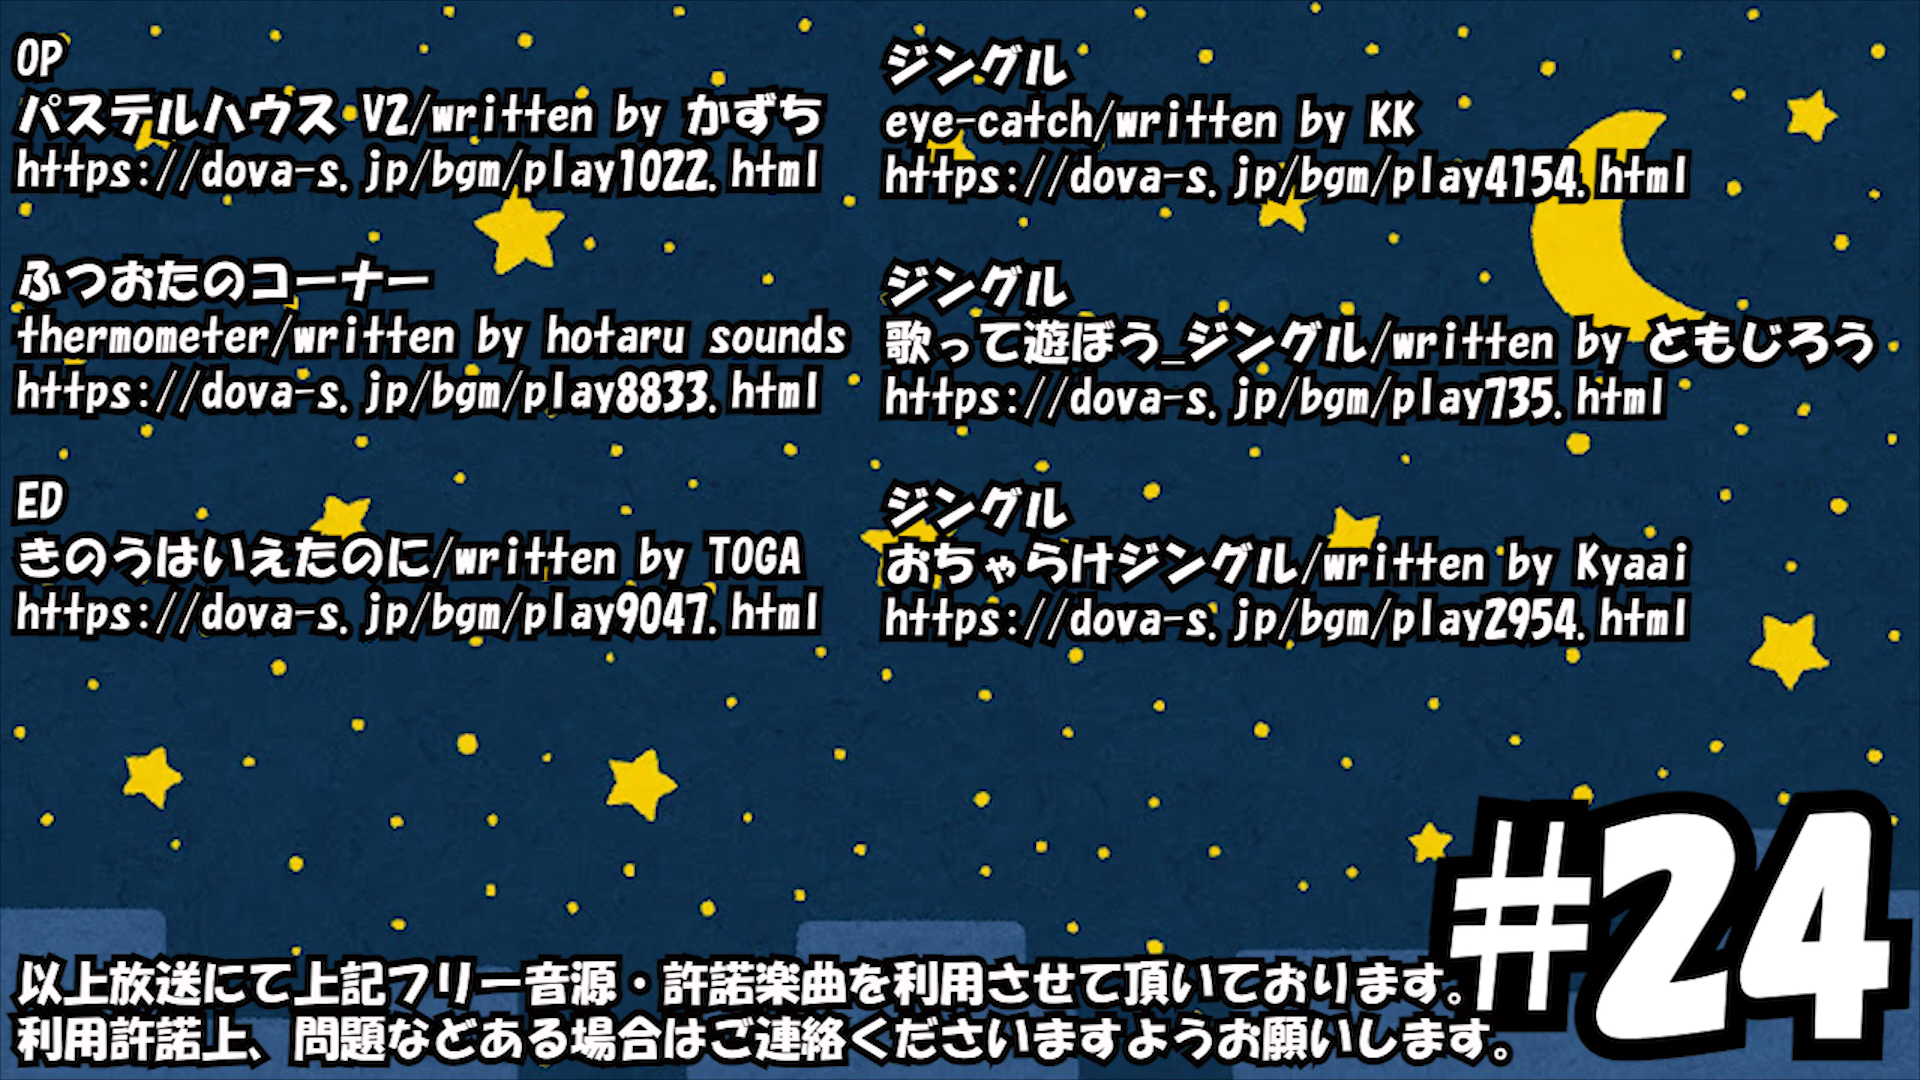 OP
パステルハウス V2/written by かずち
https://dova-s.jp/bgm/play1022.html
ふつおたのコーナー
thermometer/written by hotaru sounds
https://dova-s.jp/bgm/play8833.html
ED
きのうはいえたのに/written by TOGA
https://dova-s.jp/bgm/play9047.html
ジングル
eye-catch/written by KK
https://dova-s.jp/bgm/play4154.html
ジングル
歌って遊ぼう_ジングル/written by ともじろう
https://dova-s.jp/bgm/play735.html
ジングル
おちゃらけジングル/written by Kyaai
https://dova-s.jp/bgm/play2954.html
#24
以上放送にて上記フリー音源・許諾楽曲を利用させて頂いております。
利用許諾上、問題などある場合はご連絡くださいますようお願いします。